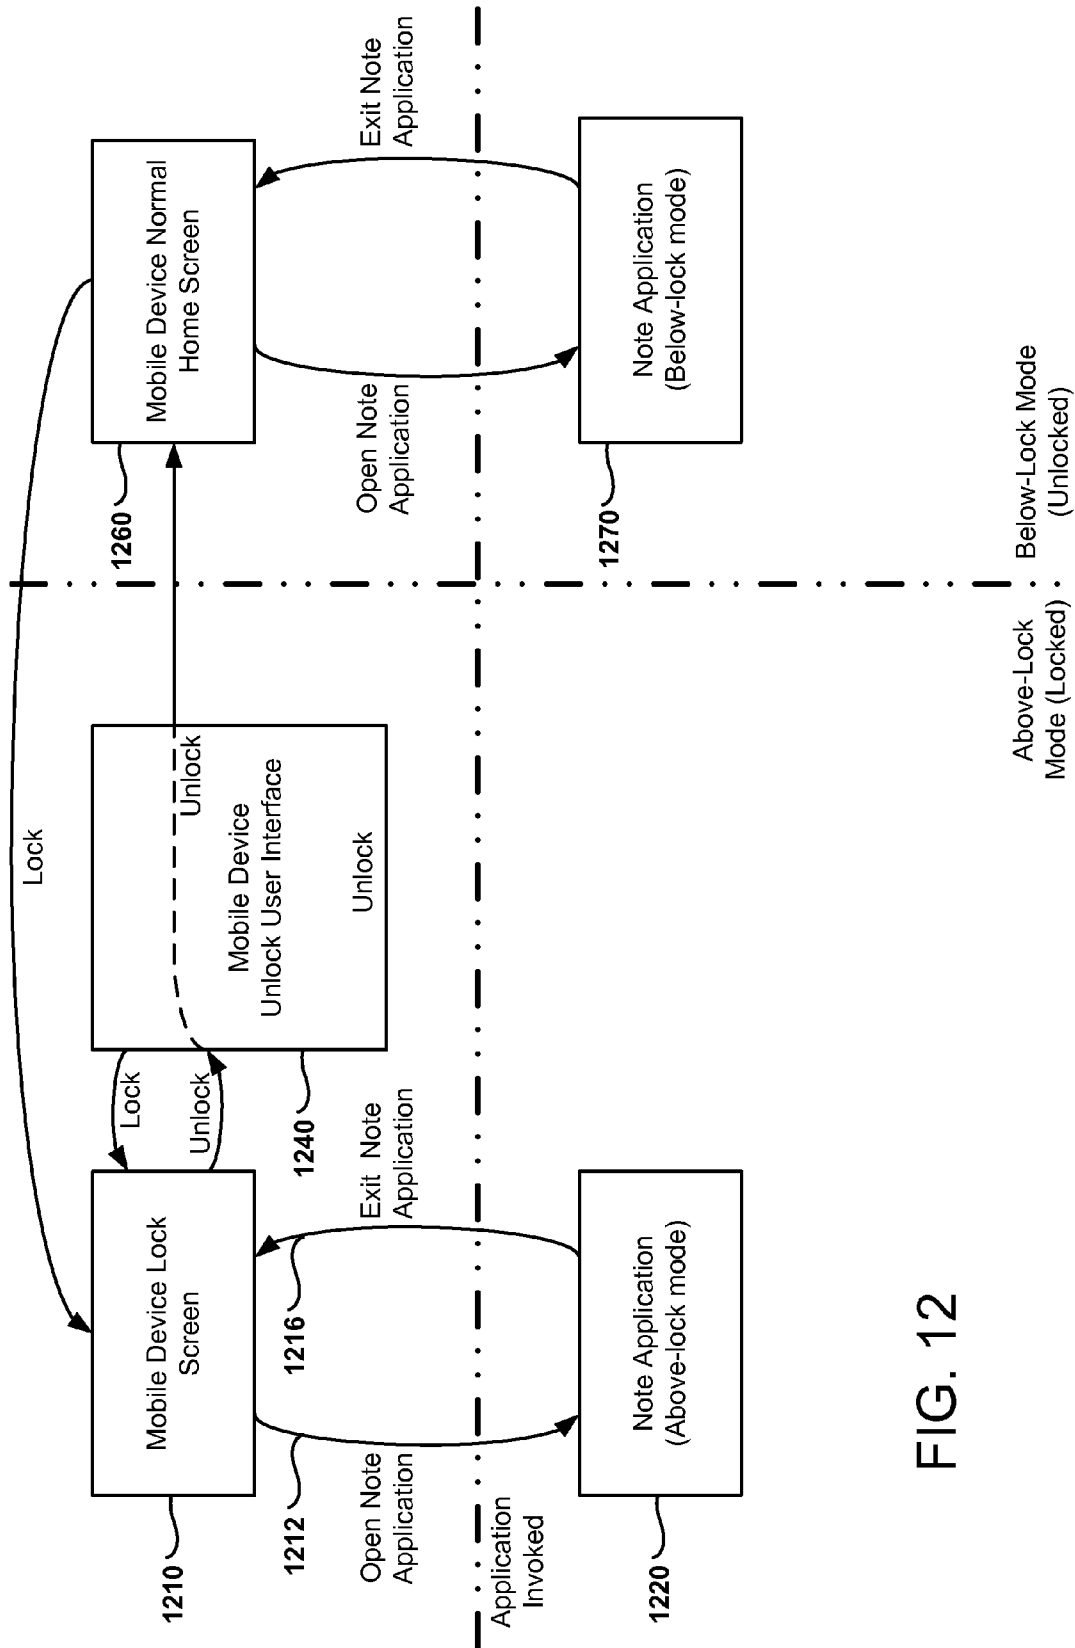 Lock
Mobile Device Lock
Screen
1210
Lock
Unlock
Mobile Device
Unlock User Interface
Unlock
Unlock
1240
Mobile Device Normal
Home Screen
1260
Open Note
Application
1212
Exit Note
Application
1216
Open Note
Application
Exit Note
Application
Application
Invoked
Note Application
(Above-lock mode)
1220
Note Application
(Below-lock mode)
1270
Above-Lock
Mode (Locked)
Below-Lock Mode
(Unlocked)
FIG. 12